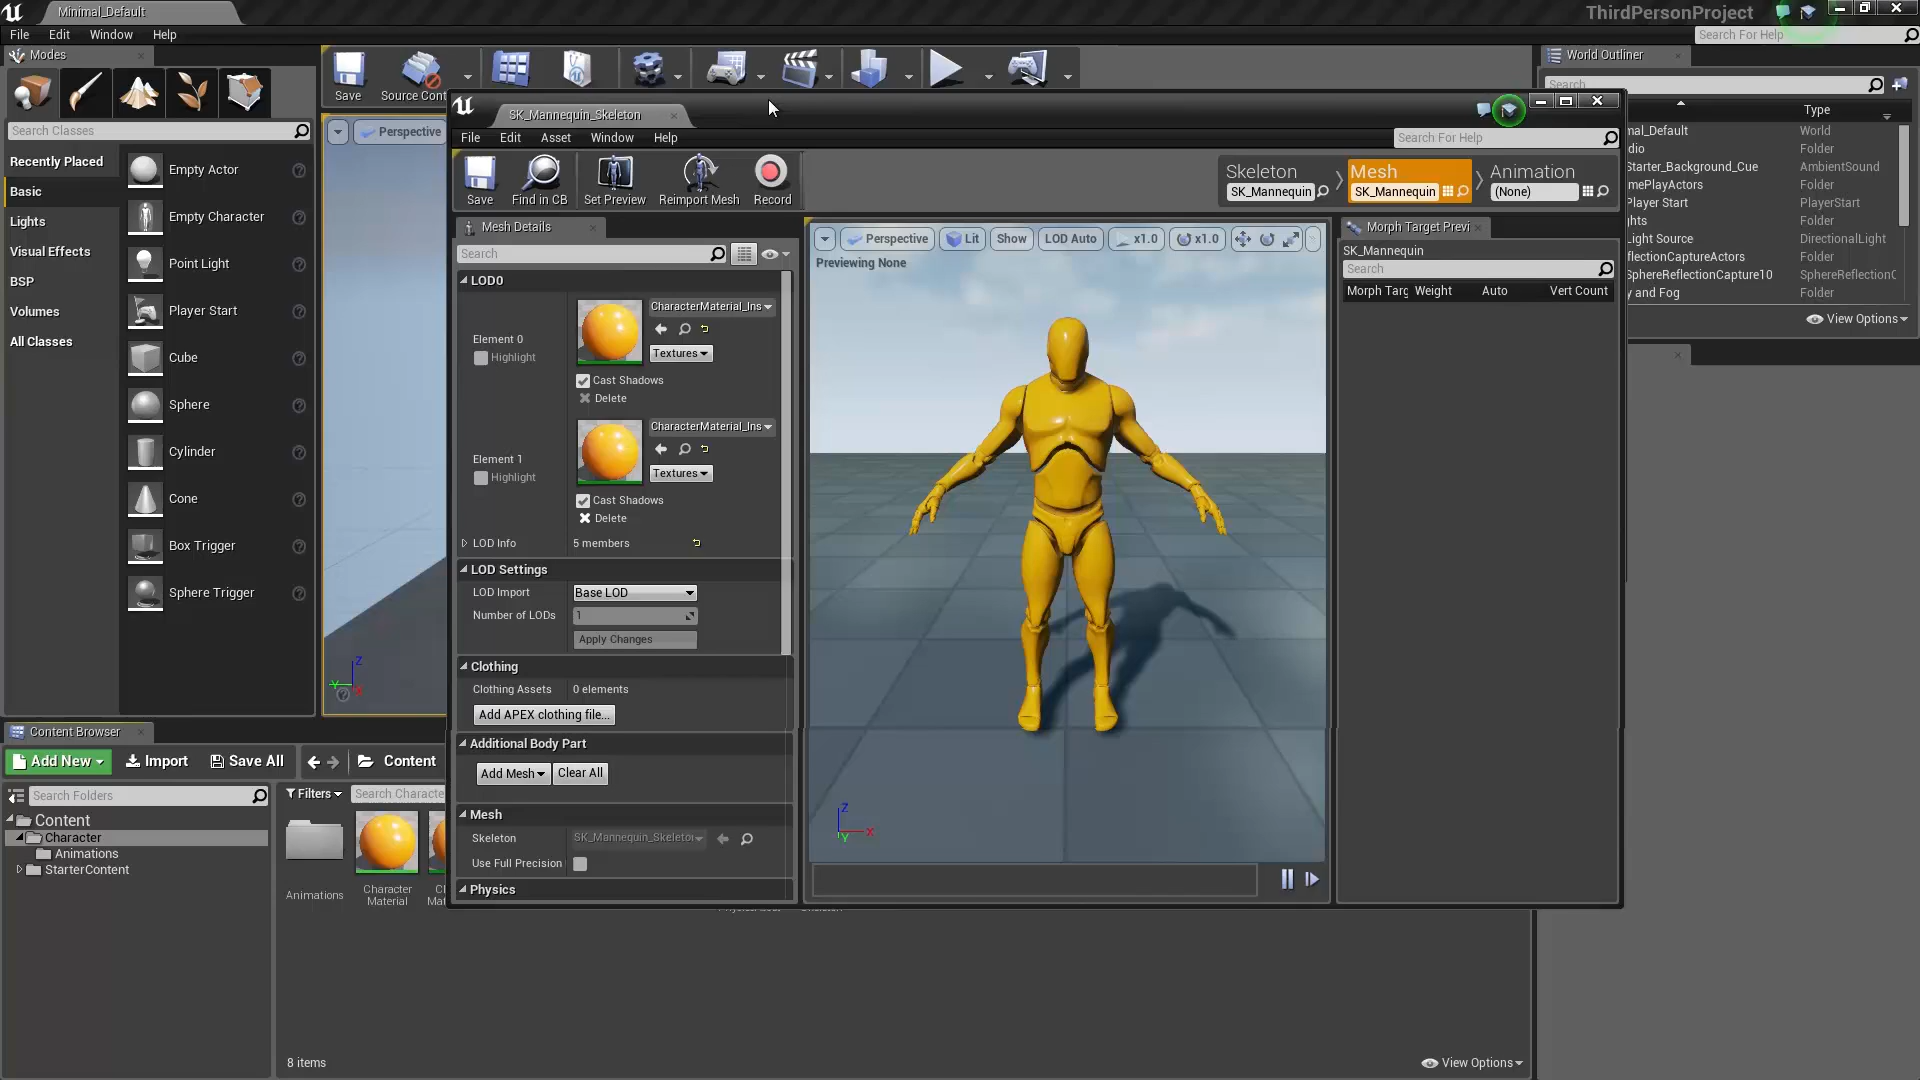 Minimal_Default
ThirdPersonProject
File Edit Window Help
Search For Help
Modes
World Outliner
Save
Source Cont
Search
Type
Search Classes
Recently Placed
Basic
Lights
Visual Effects
BSP
Volumes
All Classes
Empty Actor
Empty Character
Point Light
Player Start
Cube
Sphere
Cylinder
Cone
Box Trigger
Sphere Trigger
Perspective
SK_Mannequin_Skeleton
File Edit Asset Window Help
Search For Help
Save
Find in CB
Set Preview
Reimport Mesh
Record
Skeleton
SK_Mannequin
Mesh
SK_Mannequin
Animation
(None)
Mesh Details
Search
LOD0
Element 0
Highlight
CharacterMaterial_Ins
Textures
Cast Shadows
Delete
Element 1
Highlight
CharacterMaterial_Ins
Textures
Cast Shadows
Delete
LOD Info 5 members
LOD Settings
LOD Import Base LOD
Number of LODs 1
Apply Changes
Clothing
Clothing Assets 0 elements
Add APEX clothing file...
Additional Body Part
Add Mesh Clear All
Mesh
Skeleton SK_Mannequin_Skeleton
Use Full Precision
Physics
Perspective Lit Show LOD Auto x1.0 x1.0
Previewing None
Z
X
Y
Morph Target Previ
SK_Mannequin
Search
Morph Targ Weight Auto Vert Count
mal_Default World
dio Folder
Starter_Background_Cue AmbientSound
mePlayActors Folder
Player Start PlayerStart
ghts Folder
Light Source DirectionalLight
flectionCaptureActors Folder
SphereReflectionCapture10 SphereReflectionC
y and Fog Folder
View Options
Z
Y
X
Content Browser
Add New Import Save All Content
Search Folders
Filters
Search Characte
Content
Character
Animations
StarterContent
Animations
Character
Material
8 items
View Options